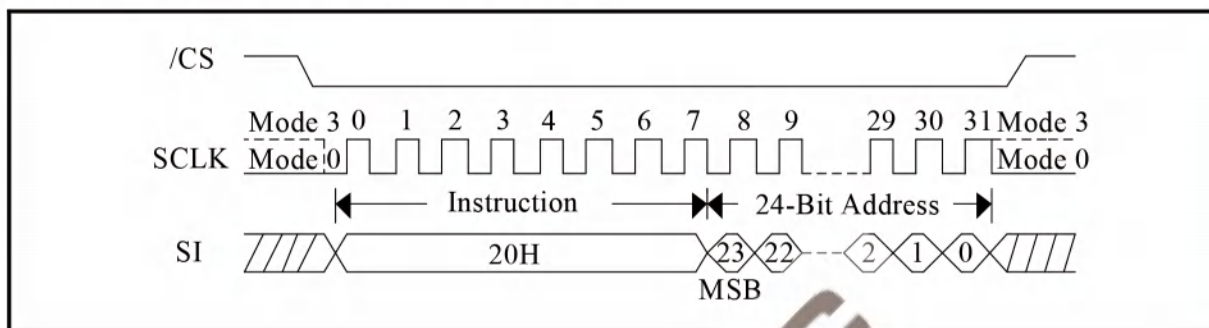 /CS
Mode 3 0 1 2 3 4 5 6 7 8 9 29 30 31 Mode 3
SCLK Mode 0 Mode 0
Instruction 24-Bit Address
SI 20H 23 22 2 1 0
MSB